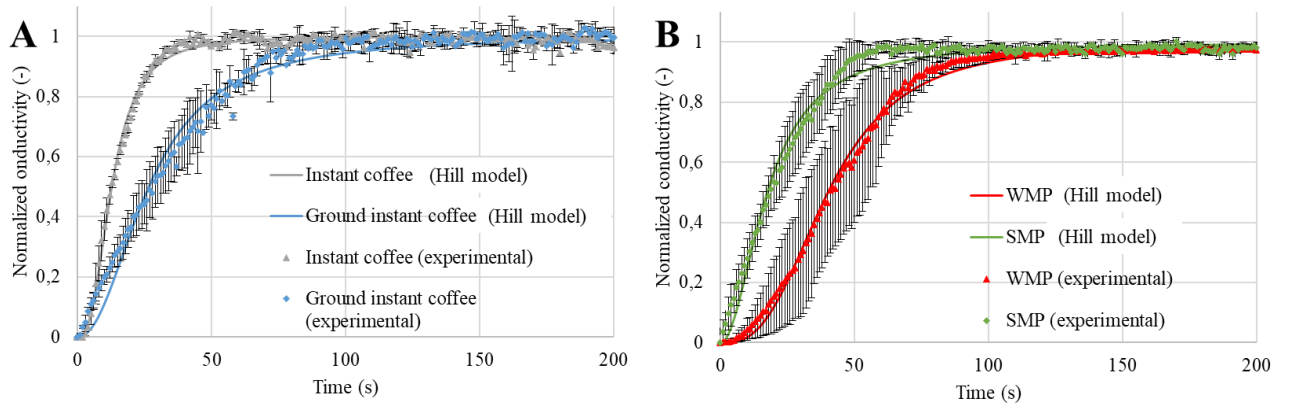 A
Normalized onductivity (-)
1
0,8
0,6
0,4
0,2
0
0
50
100
150
200
Time (s)
Instant coffee (Hill model)
Ground instant coffee (Hill model)
Instant coffee (experimental)
Ground instant coffee
(experimental)
B
Normalized conductivity (-)
1
0,8
0,6
0,4
0,2
0
0
50
100
150
200
Time (s)
WMP (Hill model)
SMP (Hill model)
WMP (experimental)
SMP (experimental)